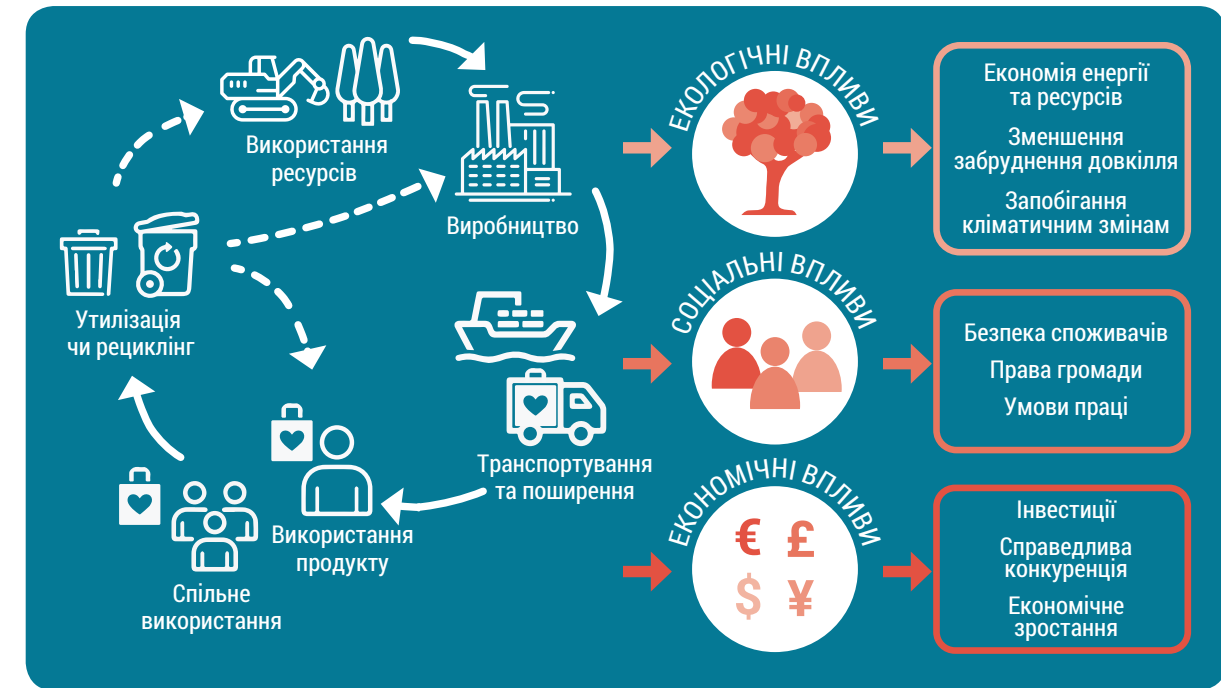 Використання
ресурсів
Виробництво
Утилізація
чи рециклінг
Транспортування
та поширення
Використання
продукту
Спільне
використання
ЕКОЛОГІЧНІ ВПЛИВИ
Економія енергії
та ресурсів
Зменшення
забруднення довкілля
Запобігання
кліматичним змінам
СОЦІАЛЬНІ ВПЛИВИ
Безпека споживачів
Права громади
Умови праці
ЕКОНОМІЧНІ ВПЛИВИ
€ £
$ ¥
Інвестиції
Справедлива
конкуренція
Економічне
зростання